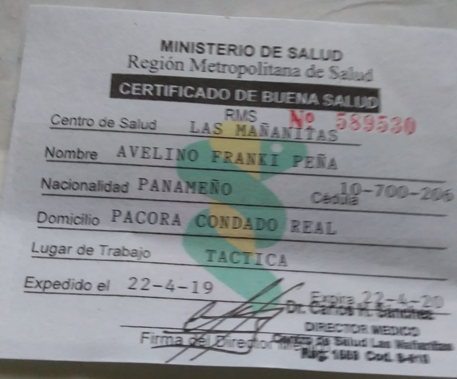 MINISTERIO DE SALUD
Región Metropolitana de Salud
CERTIFICADO DE BUENA SALUD
RMS Nº 589530
Centro de Salud LAS MAÑANITAS
Nombre AVELINO FRANKI PEÑA
Nacionalidad PANAMEÑO Cédula 10-700-206
Domicilio PACORA CONDADO REAL
Lugar de Trabajo TACTICA
Expedido el 22-4-19 Expira 22-4-20
Dr. Carlos H. Sánchez
DIRECTOR MEDICO
Firma del Director Centro de Salud Las Mañanitas
Reg. Cod.